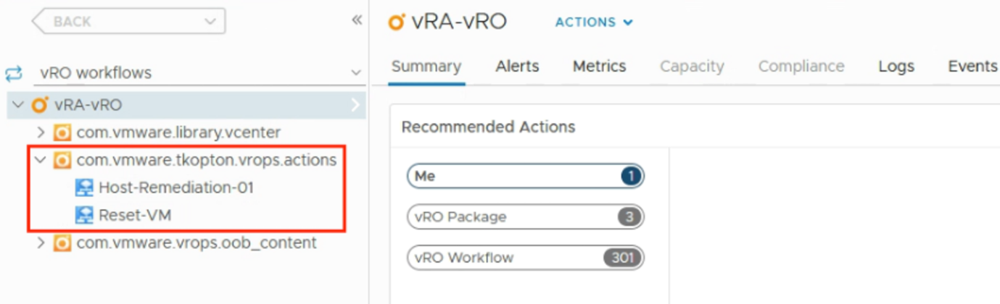 BACK
vRO workflows
vRA-vRO
com.vmware.library.vcenter
com.vmware.tkopton.vrops.actions
Host-Remediation-01
Reset-VM
com.vmware.vrops.oob_content
vRA-vRO ACTIONS
Summary Alerts Metrics Capacity Compliance Logs Events
Recommended Actions
Me 1
vRO Package 3
vRO Workflow 301